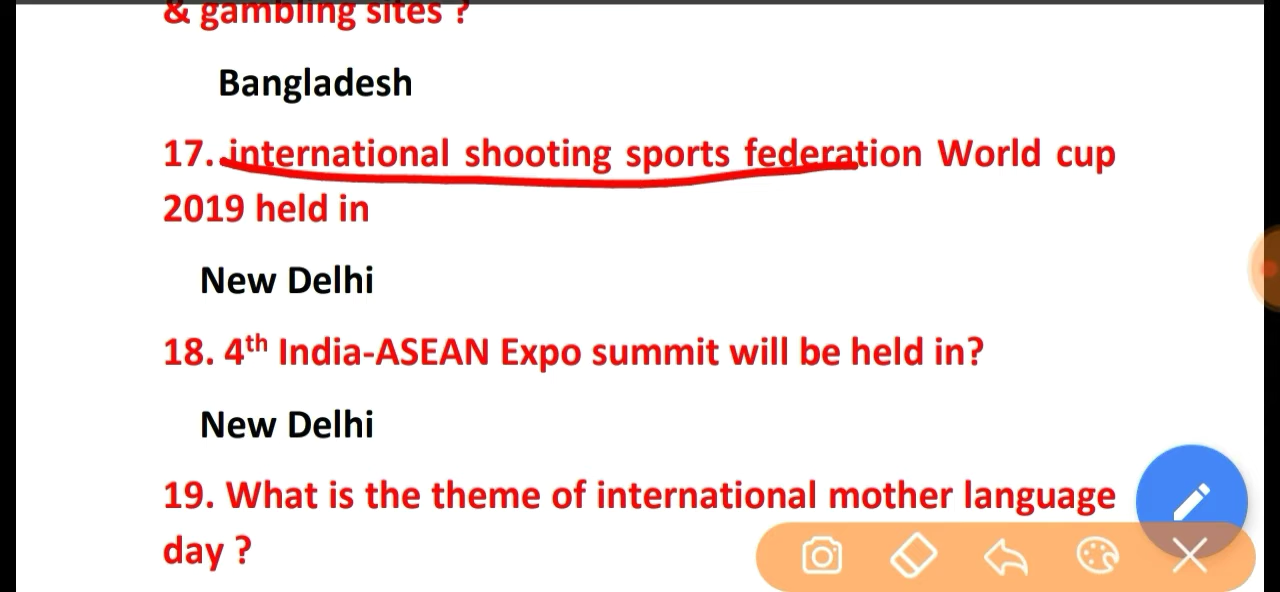 & gambling sites ?
Bangladesh
17. international shooting sports federation World cup
2019 held in
New Delhi
18. 4th India-ASEAN Expo summit will be held in?
New Delhi
19. What is the theme of international mother language
day ?